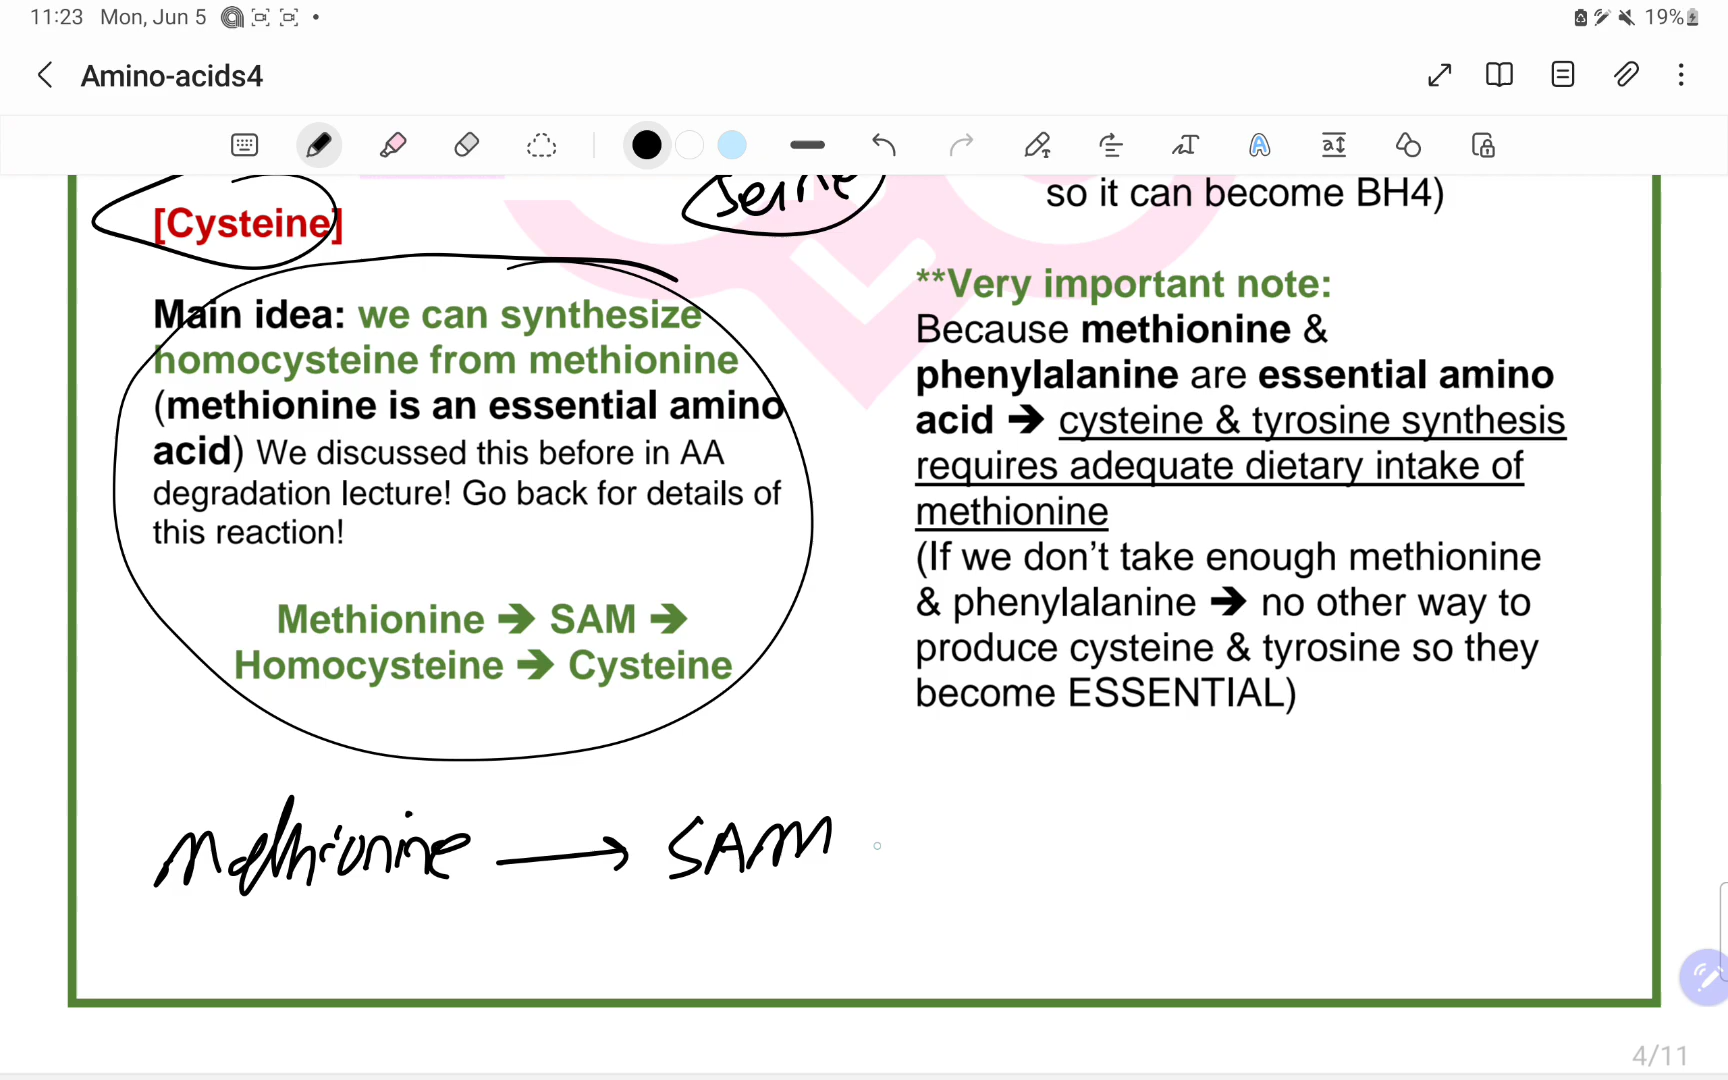 11:23 Mon, Jun 5
19%
Amino-acids4
[Cysteine]
Serine
so it can become BH4)
Main idea: we can synthesize
homocysteine from methionine
(methionine is an essential amino
acid) We discussed this before in AA
degradation lecture! Go back for details of
this reaction!
Methionine ➔ SAM ➔
Homocysteine ➔ Cysteine
**Very important note:
Because methionine &
phenylalanine are essential amino
acid ➔ cysteine & tyrosine synthesis
requires adequate dietary intake of
methionine
(If we don’t take enough methionine
& phenylalanine ➔ no other way to
produce cysteine & tyrosine so they
become ESSENTIAL)
Methionine → SAM
4/11